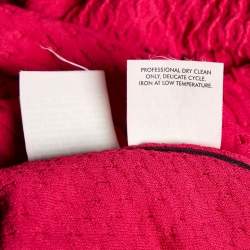 PROFESSIONAL DRY CLEAN
ONLY, DELICATE CYCLE.
IRON AT LOW TEMPERATURE.